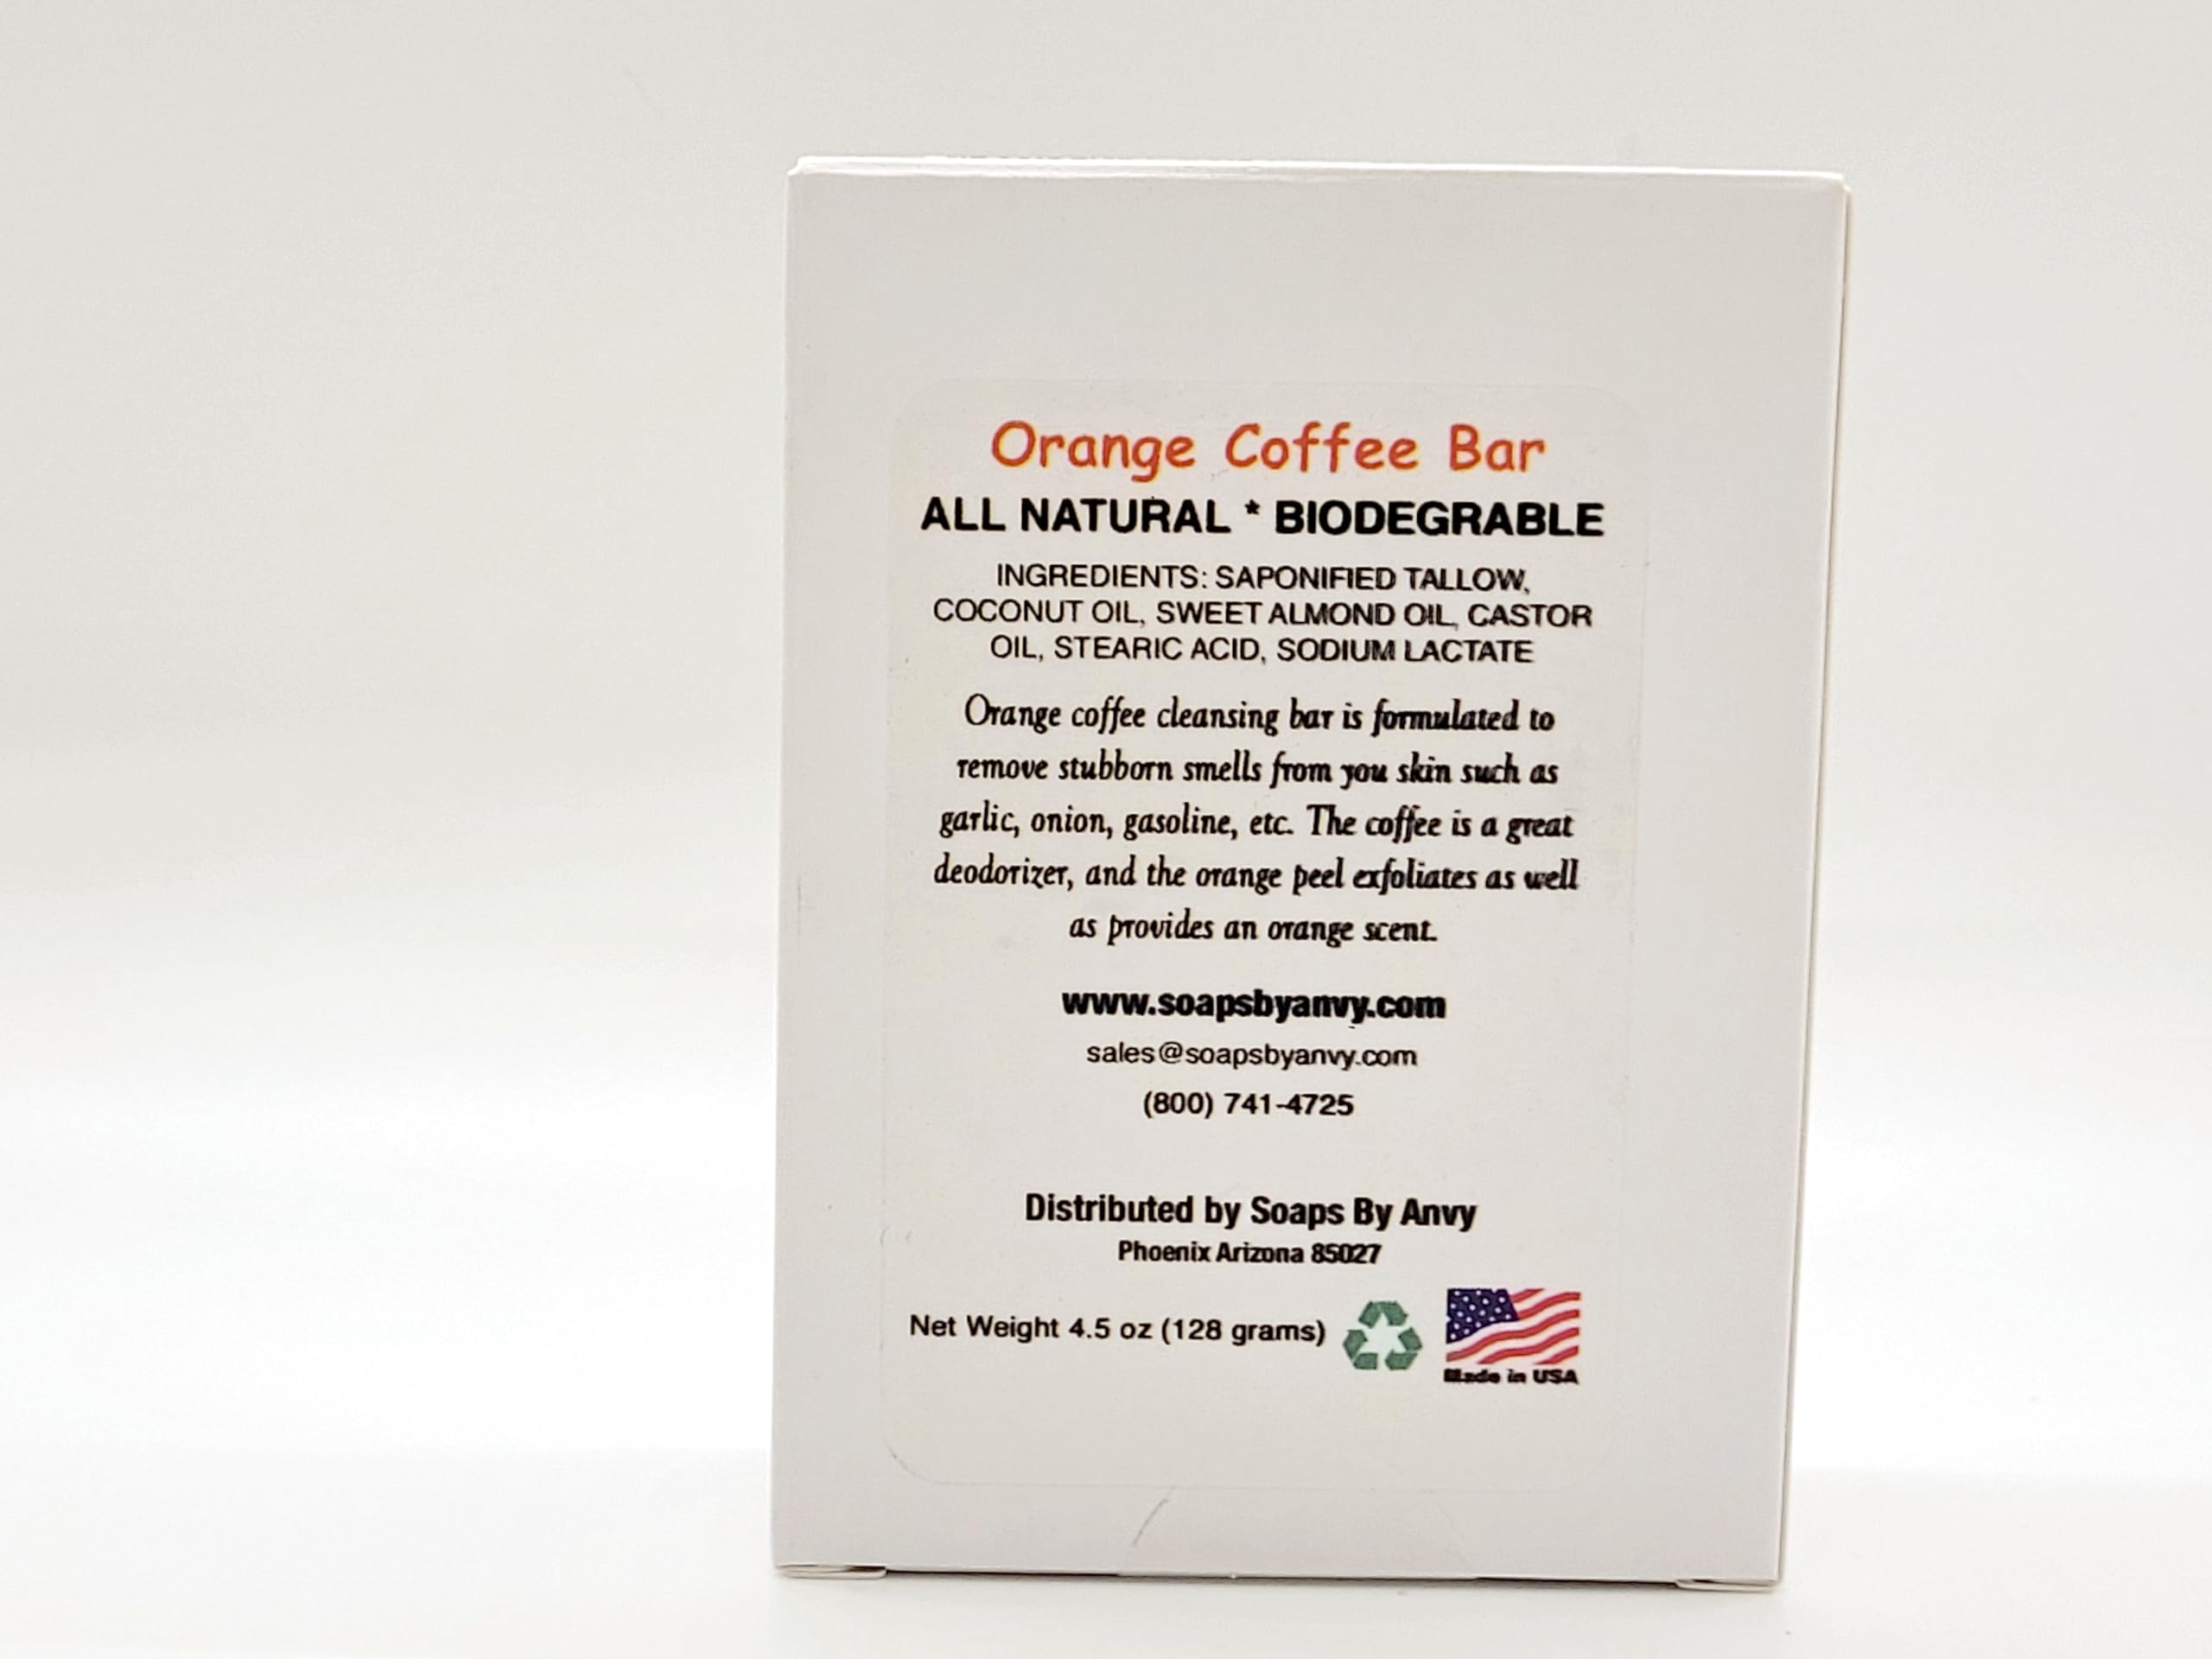 Orange Coffee Bar
ALL NATURAL * BIODEGRABLE
INGREDIENTS: SAPONIFIED TALLOW,
COCONUT OIL, SWEET ALMOND OIL, CASTOR
OIL, STEARIC ACID, SODIUM LACTATE
Orange coffee cleansing bar is formulated to
remove stubborn smells from you skin such as
garlic, onion, gasoline, etc. The coffee is a great
deodorizer, and the orange peel exfoliates as well
as provides an orange scent.
www.soapsbyanvy.com
sales@soapsbyanvy.com
(800) 741-4725
Distributed by Soaps By Anvy
Phoenix Arizona 85027
Net Weight 4.5 oz (128 grams)
Made in USA